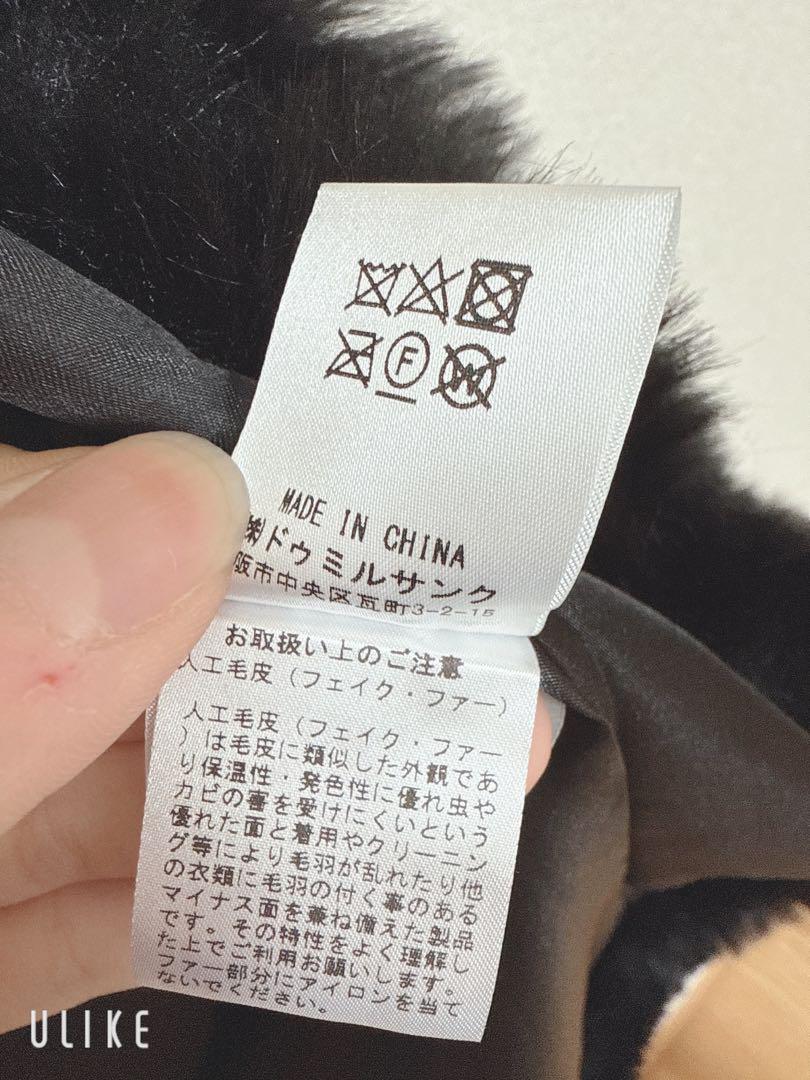 F
W
MADE IN CHINA
㈱ドゥミルサンク
阪市中央区瓦町3-2-15
お取扱い上のご注意
人工毛皮（フェイク・ファー）
人工毛皮（フェイク・ファー
）は毛皮に類似した外観であ
り保温性・発色性に優れ虫や
カビの害を受けにくいという
優れた面と着用やクリーニン
グ等により毛羽が乱れたり他
の衣類に毛羽の付く事のある
マイナス面を兼ね備えた製品
です。その特性をよく理解し
た上でご利用お願いします。
ファー部分にアイロンを当て
ないでください。
ULIKE